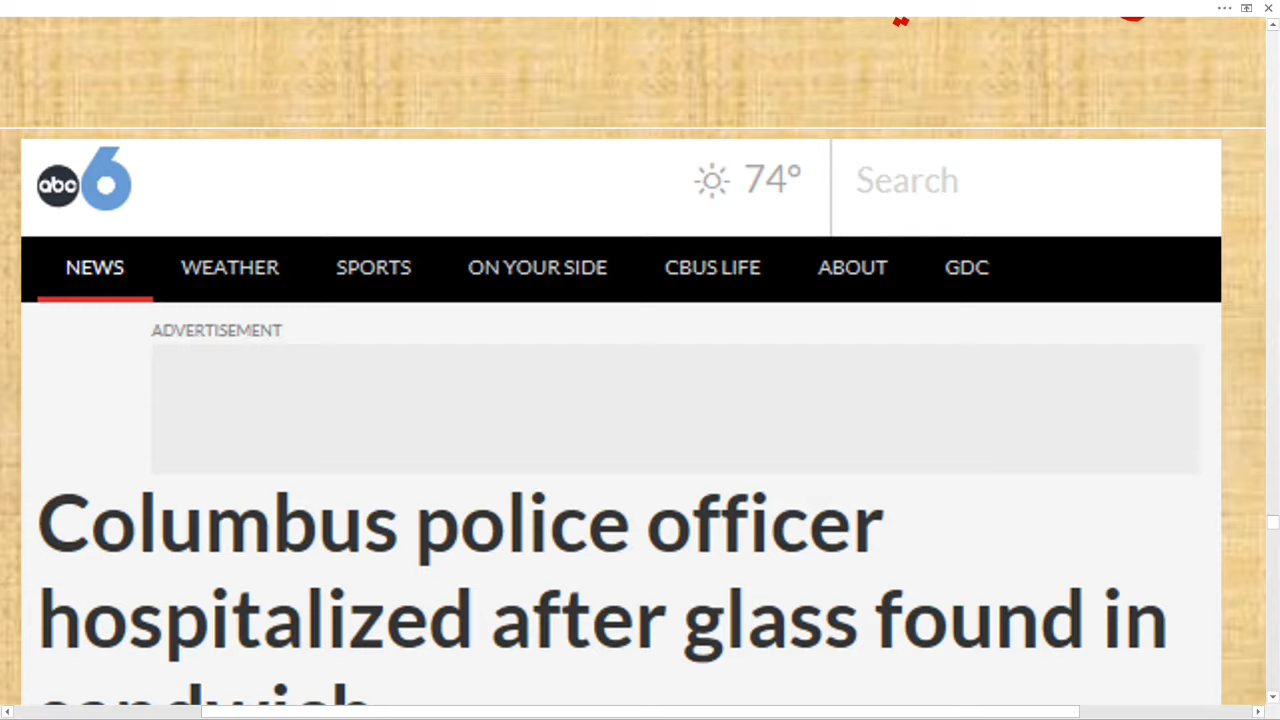 abc 6
74° Search
NEWS WEATHER SPORTS ON YOUR SIDE CBUS LIFE ABOUT GDC
ADVERTISEMENT
Columbus police officer
hospitalized after glass found in
sandwich